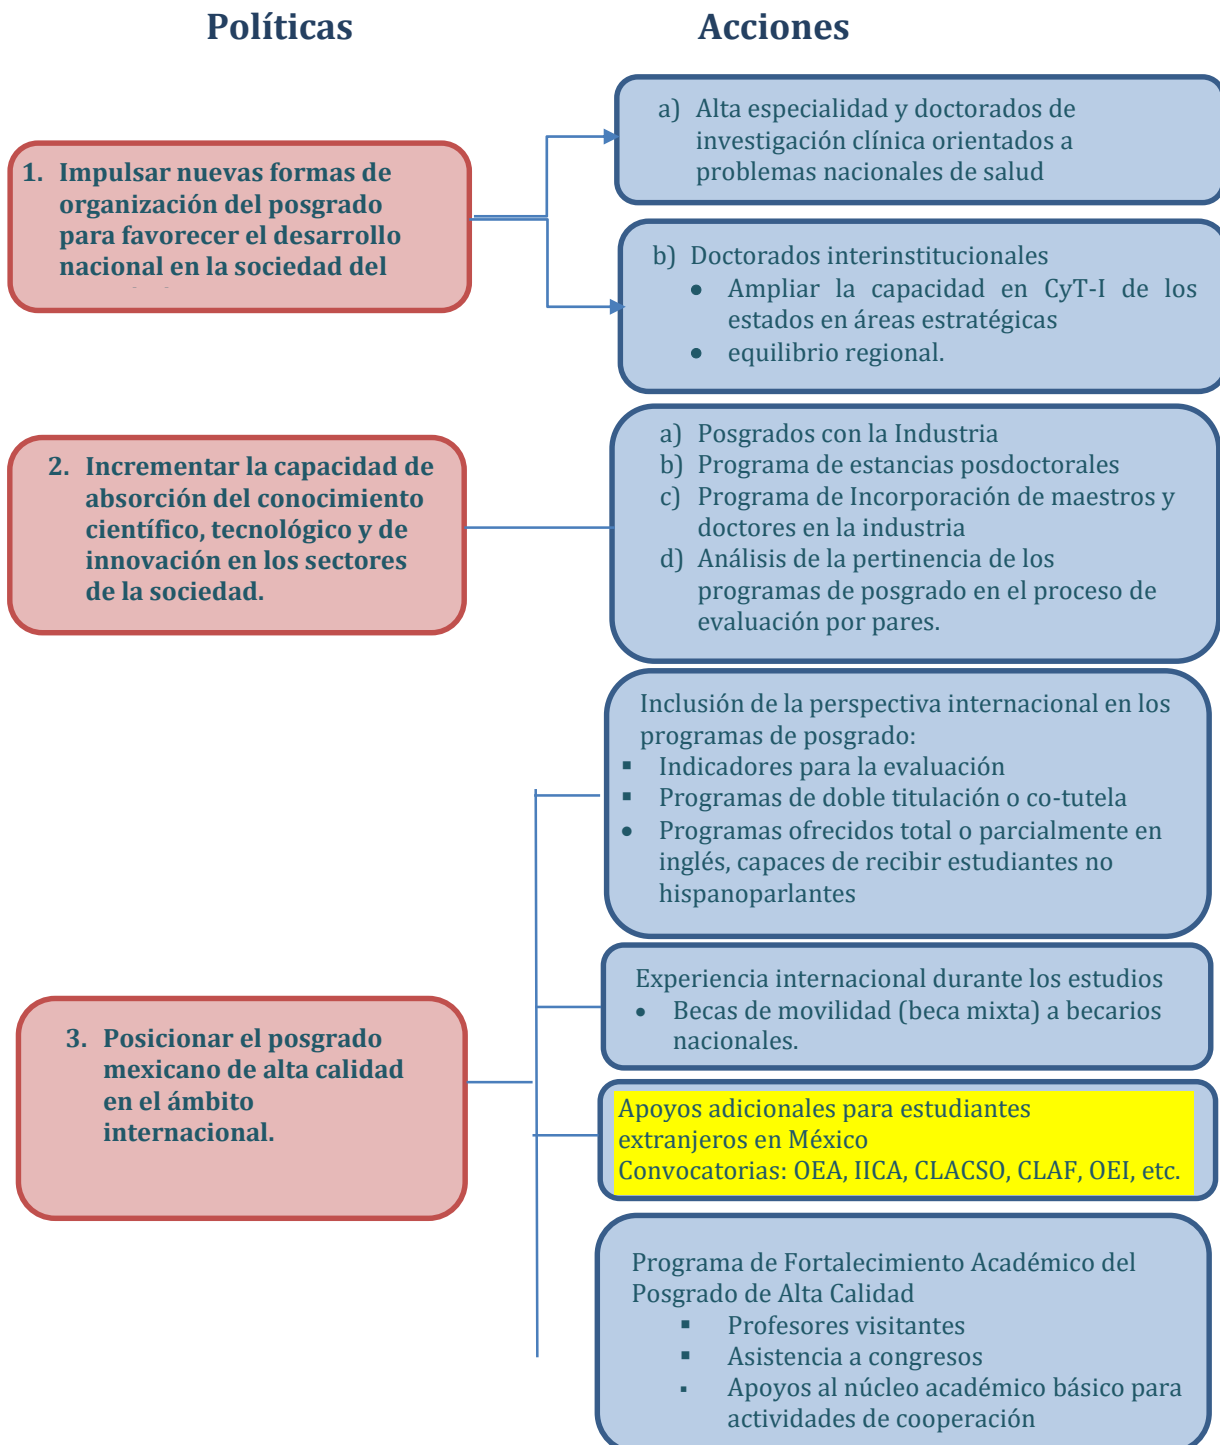 Políticas
Acciones
1. Impulsar nuevas formas de
organización del posgrado
para favorecer el desarrollo
nacional en la sociedad del
a) Alta especialidad y doctorados de
investigación clínica orientados a
problemas nacionales de salud
b) Doctorados interinstitucionales
• Ampliar la capacidad en CyT-I de los
estados en áreas estratégicas
• equilibrio regional.
2. Incrementar la capacidad de
absorción del conocimiento
científico, tecnológico y de
innovación en los sectores
de la sociedad.
a) Posgrados con la Industria
b) Programa de estancias posdoctorales
c) Programa de Incorporación de maestros y
doctores en la industria
d) Análisis de la pertinencia de los
programas de posgrado en el proceso de
evaluación por pares.
3. Posicionar el posgrado
mexicano de alta calidad
en el ámbito
internacional.
Inclusión de la perspectiva internacional en los
programas de posgrado:
▪ Indicadores para la evaluación
▪ Programas de doble titulación o co-tutela
• Programas ofrecidos total o parcialmente en
inglés, capaces de recibir estudiantes no
hispanoparlantes
Experiencia internacional durante los estudios
• Becas de movilidad (beca mixta) a becarios
nacionales.
Apoyos adicionales para estudiantes
extranjeros en México
Convocatorias: OEA, IICA, CLACSO, CLAF, OEI, etc.
Programa de Fortalecimiento Académico del
Posgrado de Alta Calidad
▪ Profesores visitantes
▪ Asistencia a congresos
▪ Apoyos al núcleo académico básico para
actividades de cooperación